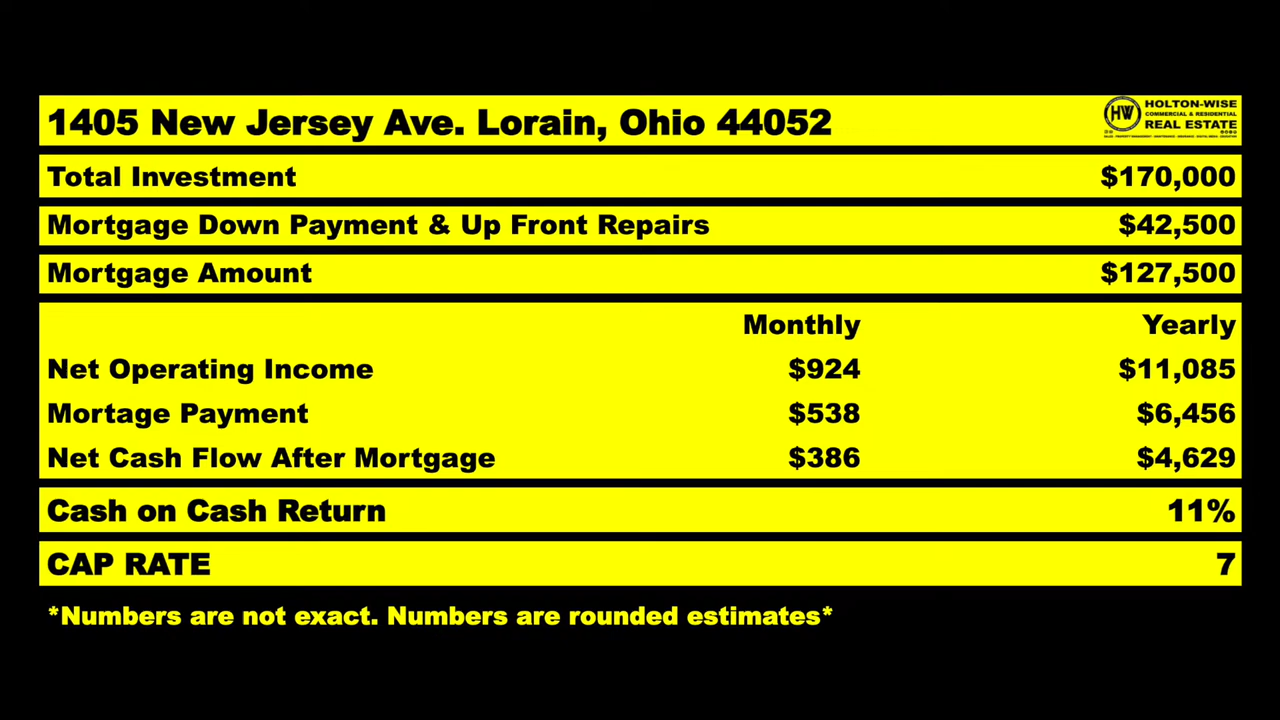 1405 New Jersey Ave. Lorain, Ohio 44052
HOLTON-WISE
COMMERCIAL & RESIDENTIAL
REAL ESTATE
HW
Total Investment $170,000
Mortgage Down Payment & Up Front Repairs $42,500
Mortgage Amount $127,500
Monthly Yearly
Net Operating Income $924 $11,085
Mortage Payment $538 $6,456
Net Cash Flow After Mortgage $386 $4,629
Cash on Cash Return 11%
CAP RATE 7
*Numbers are not exact. Numbers are rounded estimates*